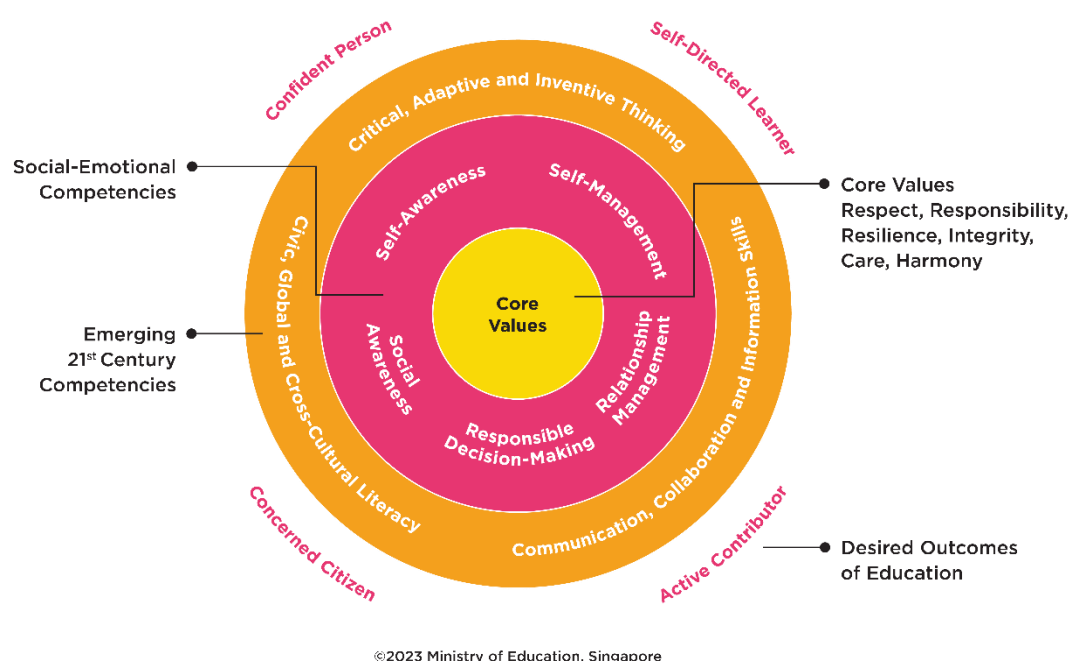 Confident Person
Self-Directed Learner
Critical, Adaptive and Inventive Thinking
Social-Emotional
Competencies
Self-Awareness
Self-Management
Core Values
Respect, Responsibility,
Resilience, Integrity,
Care, Harmony
Civic, Global and Cross-Cultural Literacy
Communication, Collaboration and Information Skills
Core
Values
Emerging
21st Century
Competencies
Social
Awareness
Relationship
Management
Responsible
Decision-Making
Concerned Citizen
Active Contributor
Desired Outcomes
of Education
©2023 Ministry of Education, Singapore